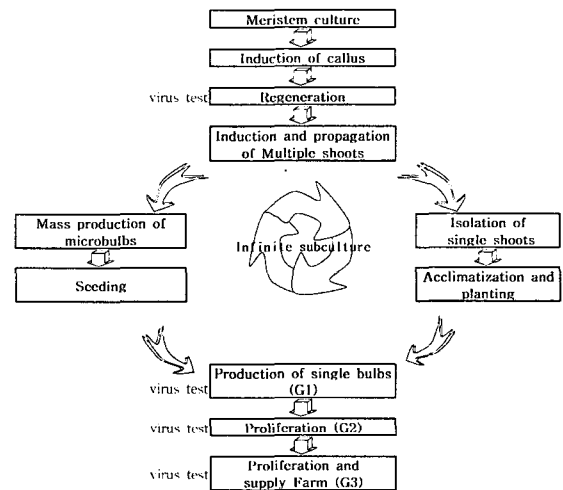 Meristem culture
Induction of callus
virus test
Regeneration
Induction and propagation
of Multiple shoots
Mass production of
microbulbs
Infinite subculture
Isolation of
single shoots
Seeding
Acclimatization and
planting
Production of single bulbs
(G1)
virus test
virus test
Proliferation (G2)
virus test
Proliferation and
supply Farm (G3)